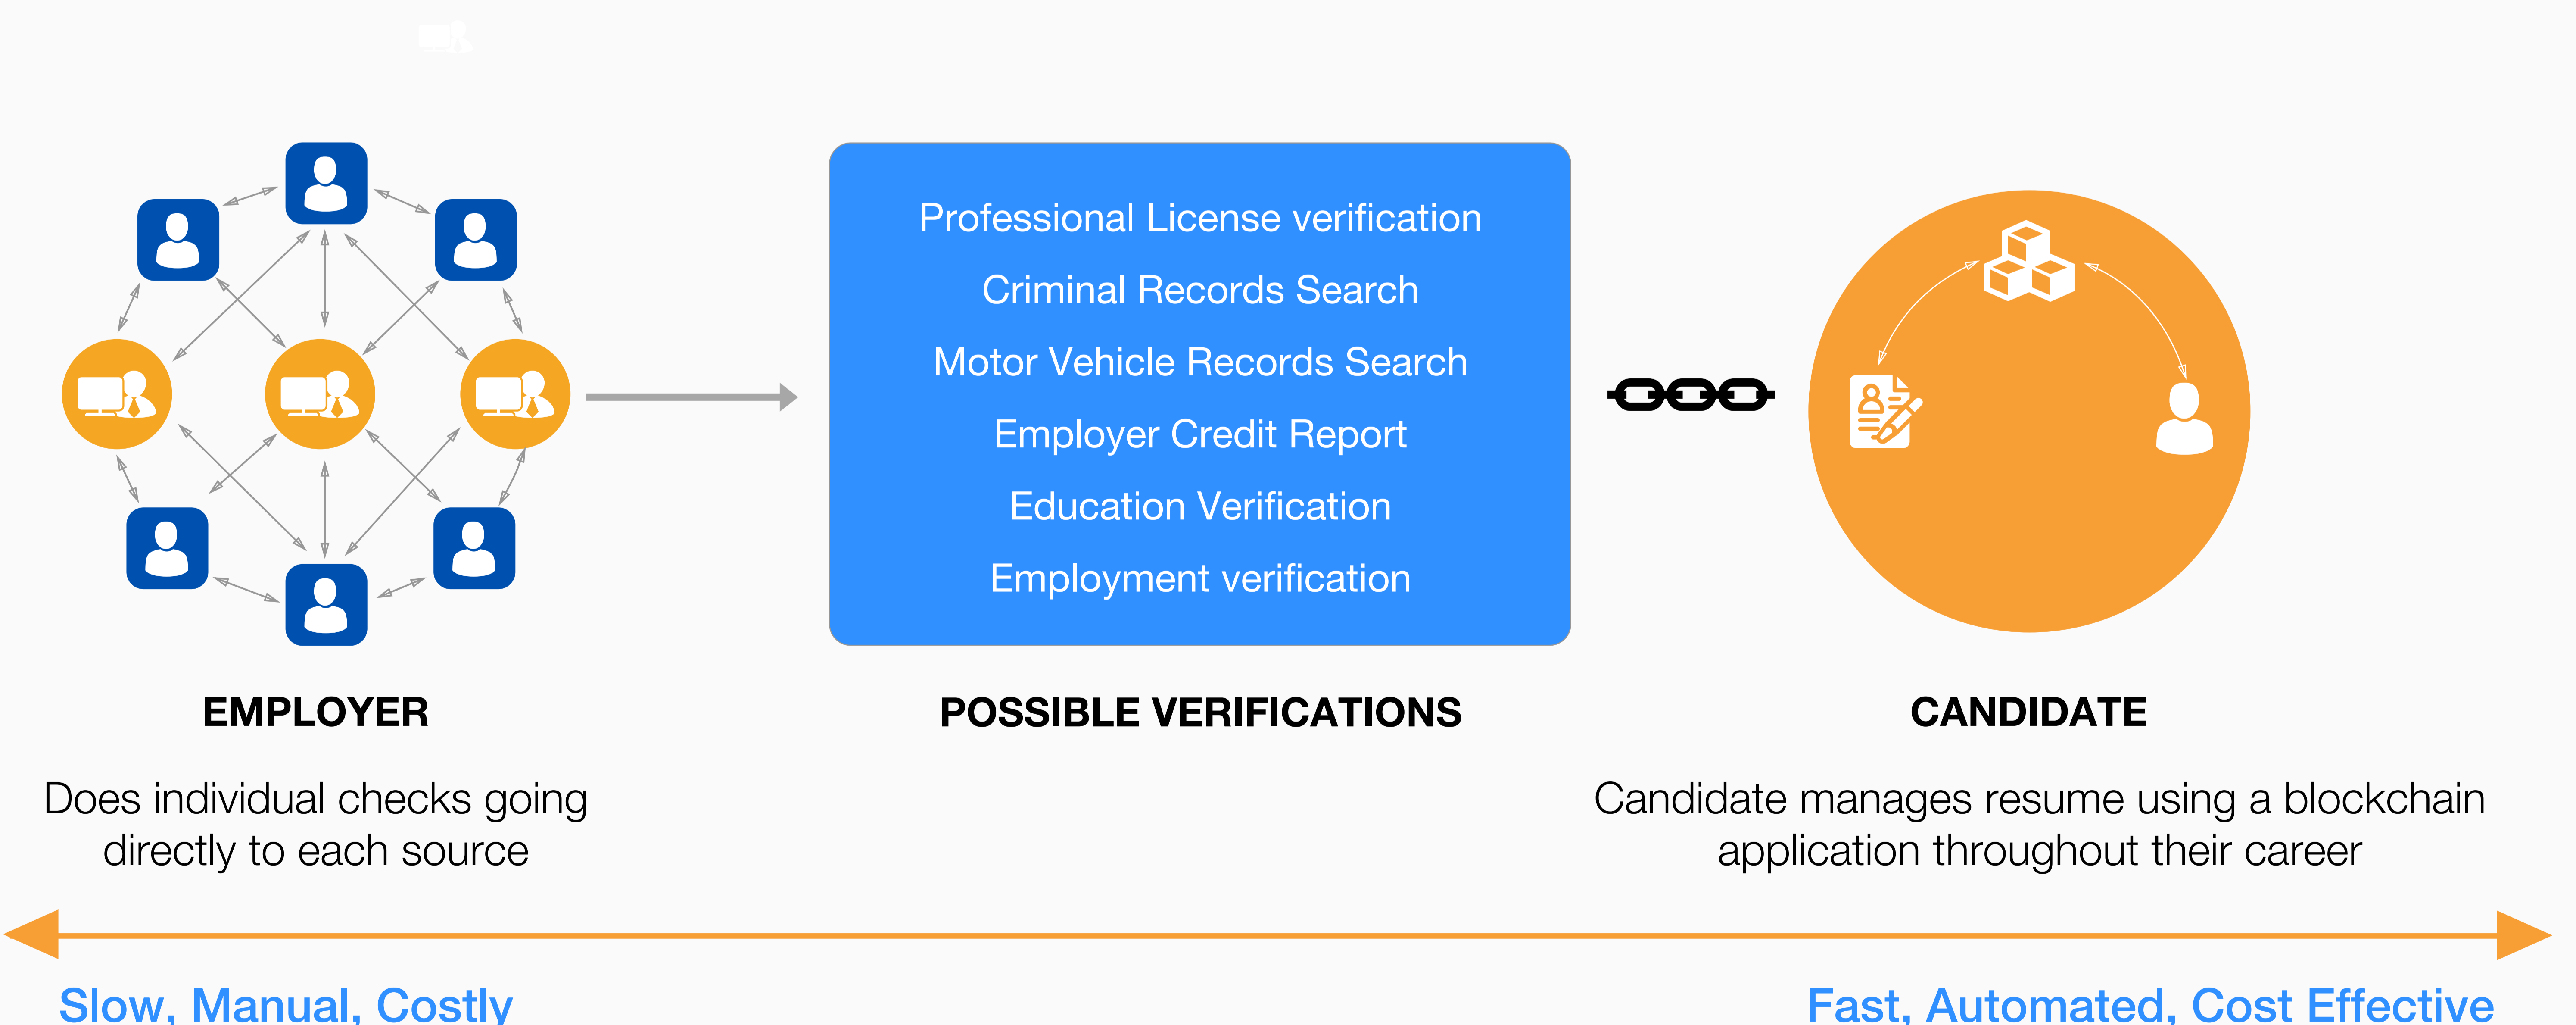 Professional License verification
Criminal Records Search
Motor Vehicle Records Search
Employer Credit Report
Education Verification
Employment verification
EMPLOYER
POSSIBLE VERIFICATIONS
CANDIDATE
Does individual checks going
directly to each source
Candidate manages resume using a blockchain
application throughout their career
Slow, Manual, Costly
Fast, Automated, Cost Effective